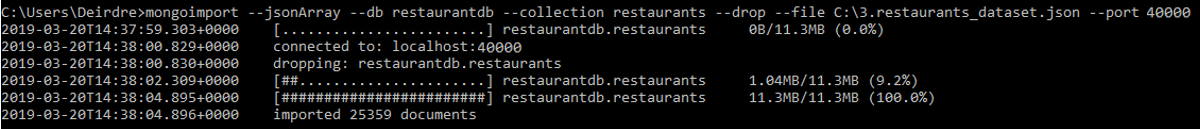 C:\Users\Deirdre>mongoimport --jsonArray --db restaurantdb --collection restaurants --drop --file C:\3.restaurants_dataset.json --port 40000
2019-03-20T14:37:59.303+0000 [........................] restaurantdb.restaurants 0B/11.3MB (0.0%)
2019-03-20T14:38:00.829+0000 connected to: localhost:40000
2019-03-20T14:38:00.830+0000 dropping: restaurantdb.restaurants
2019-03-20T14:38:02.309+0000 [##......................] restaurantdb.restaurants 1.04MB/11.3MB (9.2%)
2019-03-20T14:38:04.895+0000 [########################] restaurantdb.restaurants 11.3MB/11.3MB (100.0%)
2019-03-20T14:38:04.896+0000 imported 25359 documents